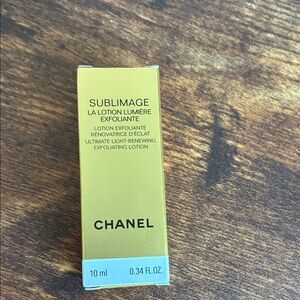 SUBLIMAGE
LA LOTION LUMIÈRE
EXFOLIANTE
LOTION EXFOLIANTE
RÉNOVATRICE D'ÉCLAT
ULTIMATE LIGHT-RENEWING
EXFOLIATING LOTION
CHANEL
10 ml 0.34 FL.OZ.